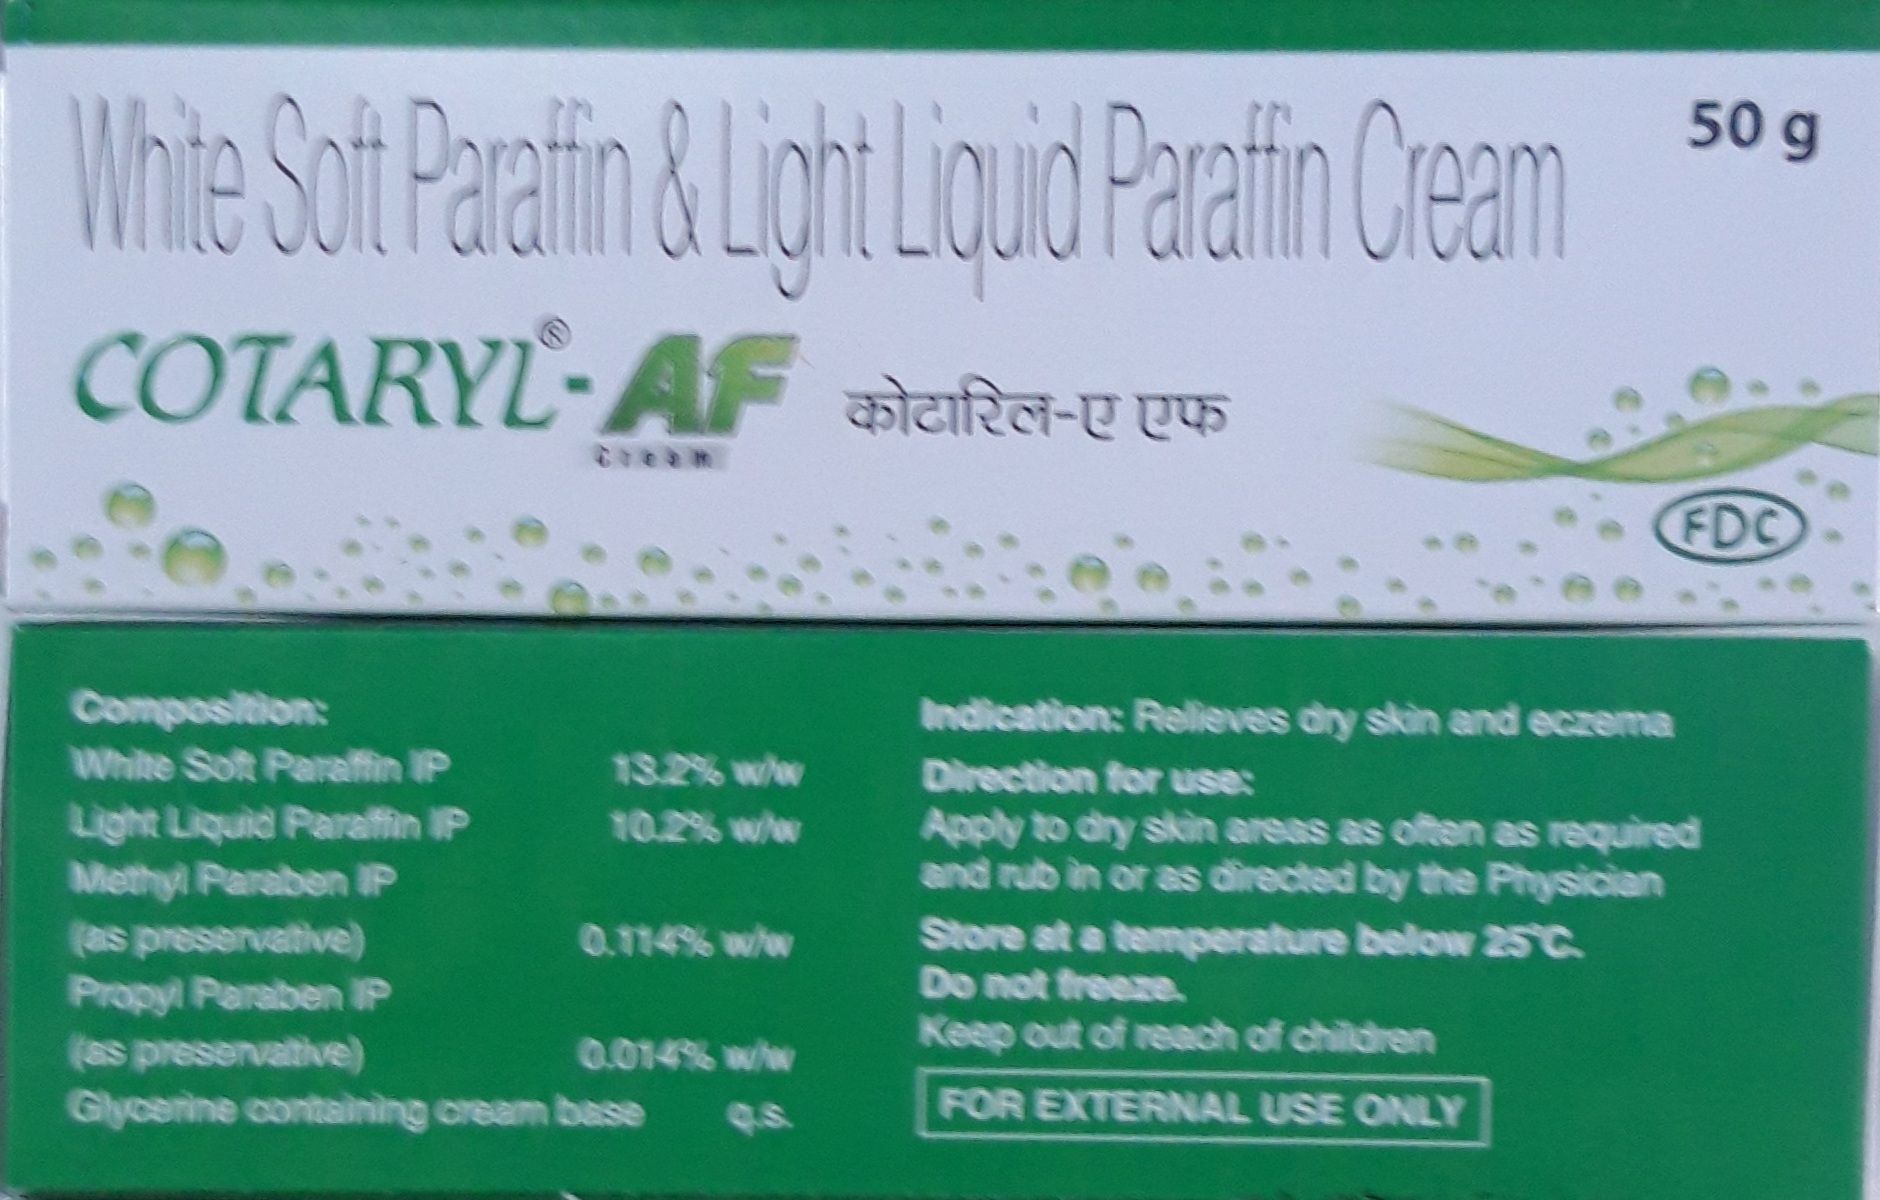 White Soft Paraffin & Light Liquid Paraffin Cream
50 g
COTARYL®-AF
Cream
कोटारिल-ए एफ
FDC
Composition:
White Soft Paraffin IP 13.2% w/w
Light Liquid Paraffin IP 10.2% w/w
Methyl Paraben IP
(as preservative) 0.114% w/w
Propyl Paraben IP
(as preservative) 0.014% w/w
Glycerine containing cream base q.s.
Indication: Relieves dry skin and eczema
Direction for use:
Apply to dry skin areas as often as required
and rub in or as directed by the Physician
Store at a temperature below 25°C.
Do not freeze.
Keep out of reach of children
FOR EXTERNAL USE ONLY